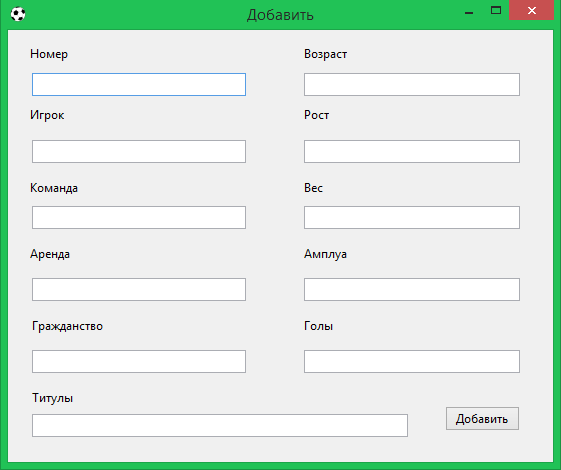 Добавить
Номер
Возраст
Игрок
Рост
Команда
Вес
Аренда
Амплуа
Гражданство
Голы
Титулы
Добавить